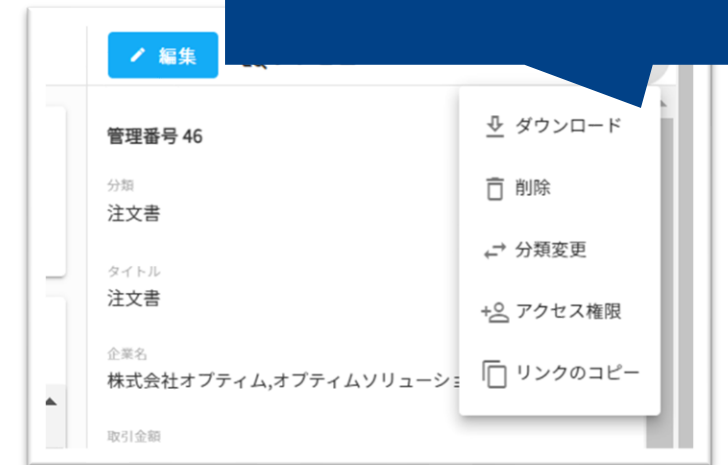 編集
管理番号 46
分類
注文書
タイトル
注文書
企業名
株式会社オプティム,オプティムソリューショ
取引金額
ダウンロード
削除
分類変更
アクセス権限
リンクのコピー